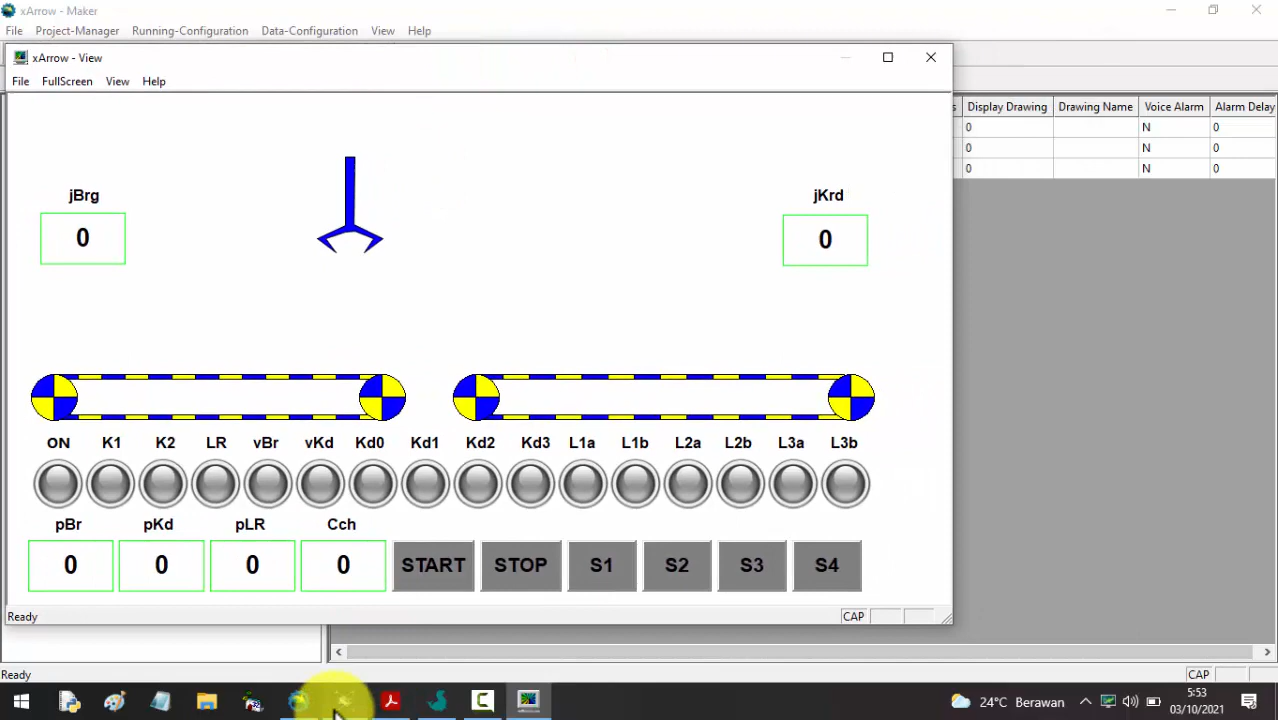 xArrow - Maker
File Project-Manager Running-Configuration Data-Configuration View Help
xArrow - View
File FullScreen View Help
Display Drawing Drawing Name Voice Alarm Alarm Delay
0 N 0
0 N 0
0 N 0
jBrg jKrd
0 0
ON K1 K2 LR vBr vKd Kd0 Kd1 Kd2 Kd3 L1a L1b L2a L2b L3a L3b
pBr pKd pLR Cch
0 0 0 0 START STOP S1 S2 S3 S4
Ready CAP
Ready CAP
24°C Berawan 5:53
03/10/2021